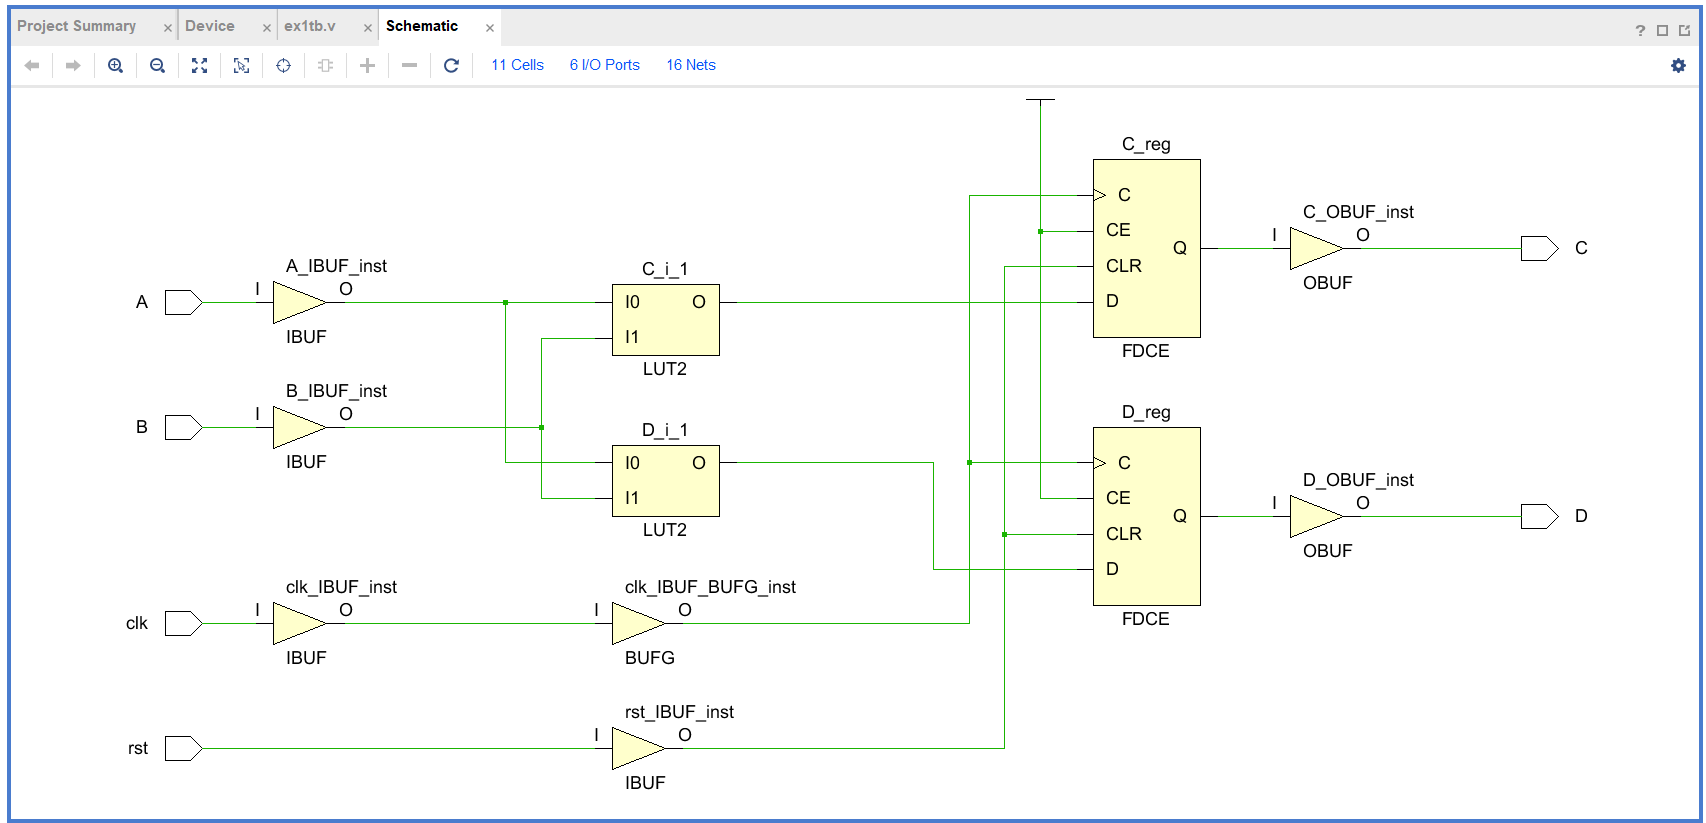 Project Summary × Device × ex1tb.v × Schematic ×
? 
11 Cells 6 I/O Ports 16 Nets
C_reg
C
CE
CLR
D
Q
FDCE
C_OBUF_inst
I O
OBUF
C
A_IBUF_inst
A
I O
IBUF
C_i_1
I0 O
I1
LUT2
B_IBUF_inst
B
I O
IBUF
D_i_1
I0 O
I1
LUT2
D_reg
C
CE
CLR
D
Q
FDCE
D_OBUF_inst
I O
OBUF
D
clk_IBUF_inst
clk
I O
IBUF
clk_IBUF_BUFG_inst
I O
BUFG
rst_IBUF_inst
rst
I O
IBUF